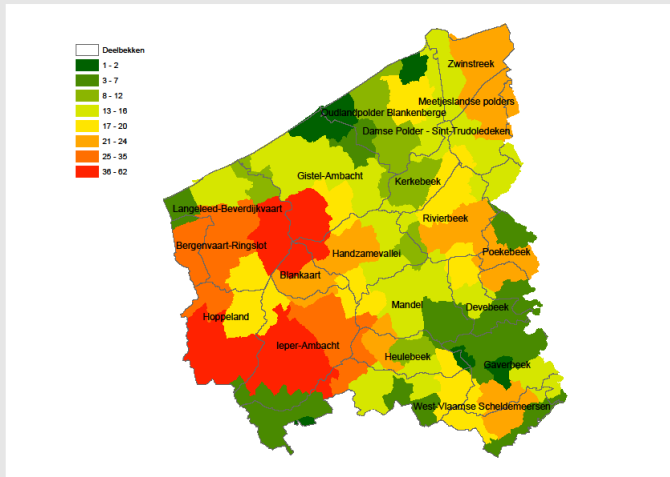 Deelbekken
1 - 2
3 - 7
8 - 12
13 - 16
17 - 20
21 - 24
25 - 35
36 - 62
Zwinstreek
Meetjeslandse polders
Oudlandpolder Blankenberge
Damse Polder - Sint-Trudoledeken
Gistel-Ambacht
Kerkebeek
Langeleed-Beverdijkvaart
Rivierbeek
Bergenvaart-Ringslot
Handzamevallei
Poekebeek
Blankaart
Mandel
Devebeek
Hoppeland
Ieper-Ambacht
Heulebeek
Gaverbeek
West-Vlaamse Scheldemeersen